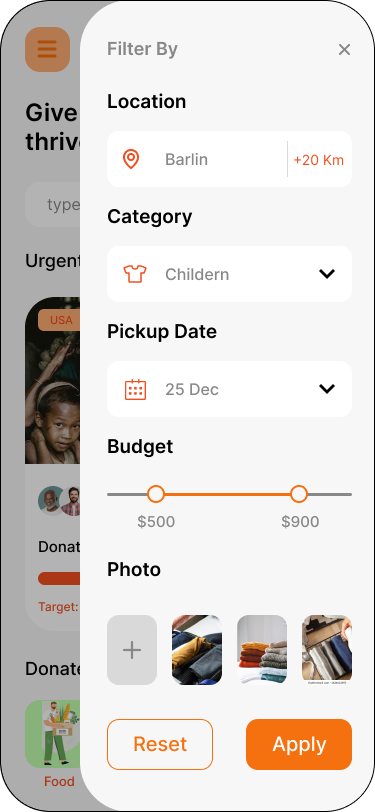 Filter By
Location
Barlin
+20 Km
Category
Childern
Pickup Date
25 Dec
Budget
$500
$900
Photo
Reset
Apply
Give
thrive
type
Urgent
USA
Donat
Target:
Donate
Food